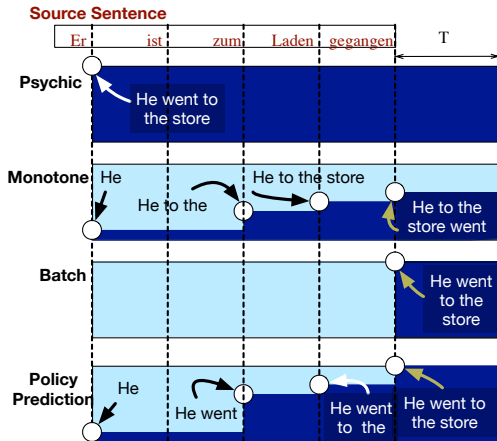 Source Sentence
Er ist zum Laden gegangen T
Psychic
He went to
the store
Monotone
He
He to the
He to the store
He to the
store went
Batch
He went
to the
store
Policy
Prediction
He
He went
He went
to the
He went to
the store